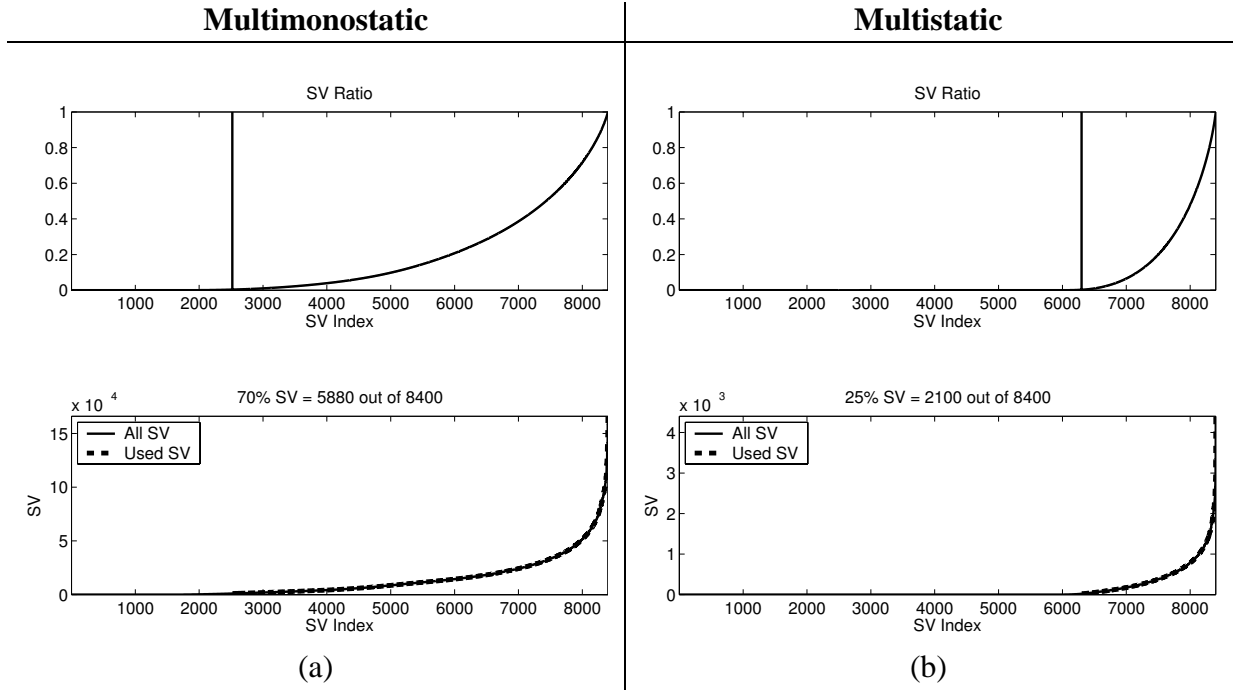 Multimonostatic
Multistatic
SV Ratio
1
0.8
0.6
0.4
0.2
0
1000 2000 3000 4000 5000 6000 7000 8000
SV Index
SV Ratio
1
0.8
0.6
0.4
0.2
0
1000 2000 3000 4000 5000 6000 7000 8000
SV Index
70% SV = 5880 out of 8400
x 10 4
15
10
5
0
SV
All SV
Used SV
1000 2000 3000 4000 5000 6000 7000 8000
SV Index
(a)
25% SV = 2100 out of 8400
x 10 3
4
3
2
1
0
SV
All SV
Used SV
1000 2000 3000 4000 5000 6000 7000 8000
SV Index
(b)